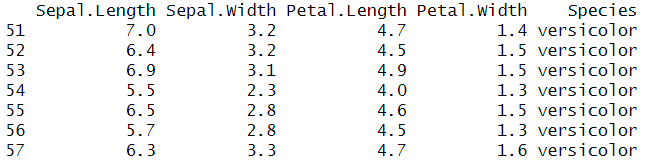 Sepal.Length Sepal.Width Petal.Length Petal.Width Species
51 7.0 3.2 4.7 1.4 versicolor
52 6.4 3.2 4.5 1.5 versicolor
53 6.9 3.1 4.9 1.5 versicolor
54 5.5 2.3 4.0 1.3 versicolor
55 6.5 2.8 4.6 1.5 versicolor
56 5.7 2.8 4.5 1.3 versicolor
57 6.3 3.3 4.7 1.6 versicolor